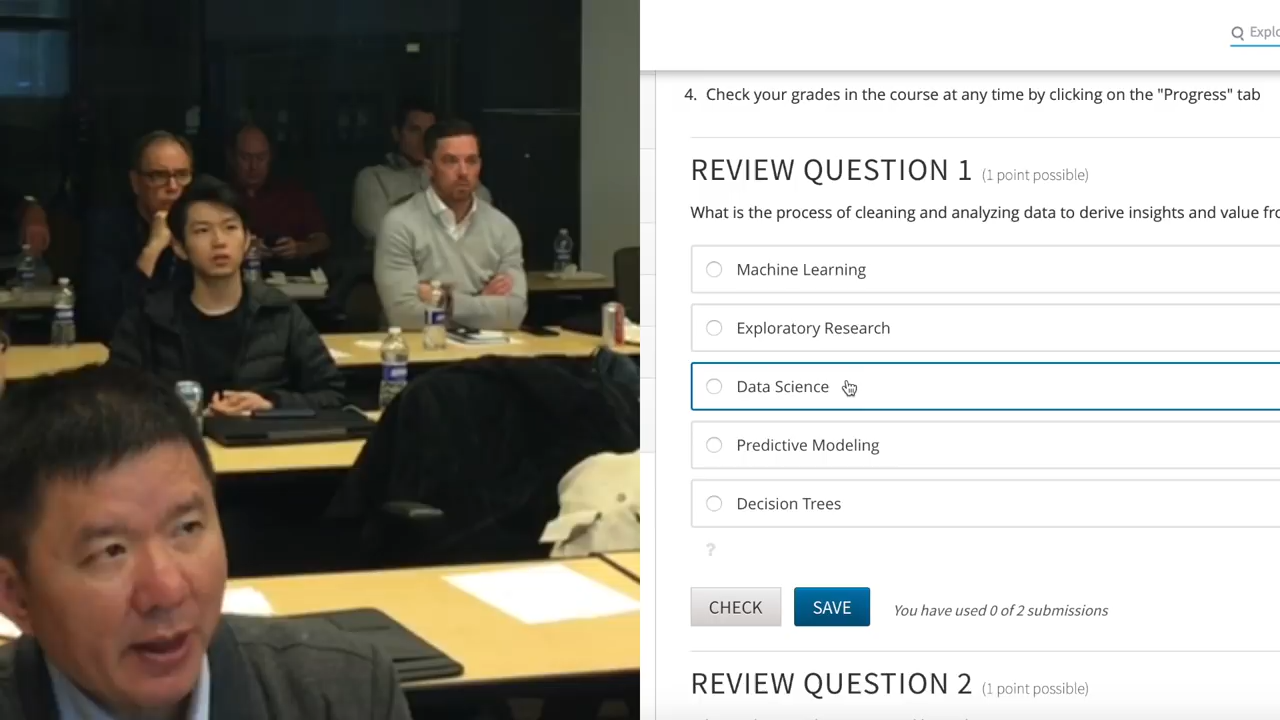 Explo
4. Check your grades in the course at any time by clicking on the "Progress" tab
REVIEW QUESTION 1 (1 point possible)
What is the process of cleaning and analyzing data to derive insights and value fro
Machine Learning
Exploratory Research
Data Science
Predictive Modeling
Decision Trees
?
CHECK
SAVE
You have used 0 of 2 submissions
REVIEW QUESTION 2 (1 point possible)